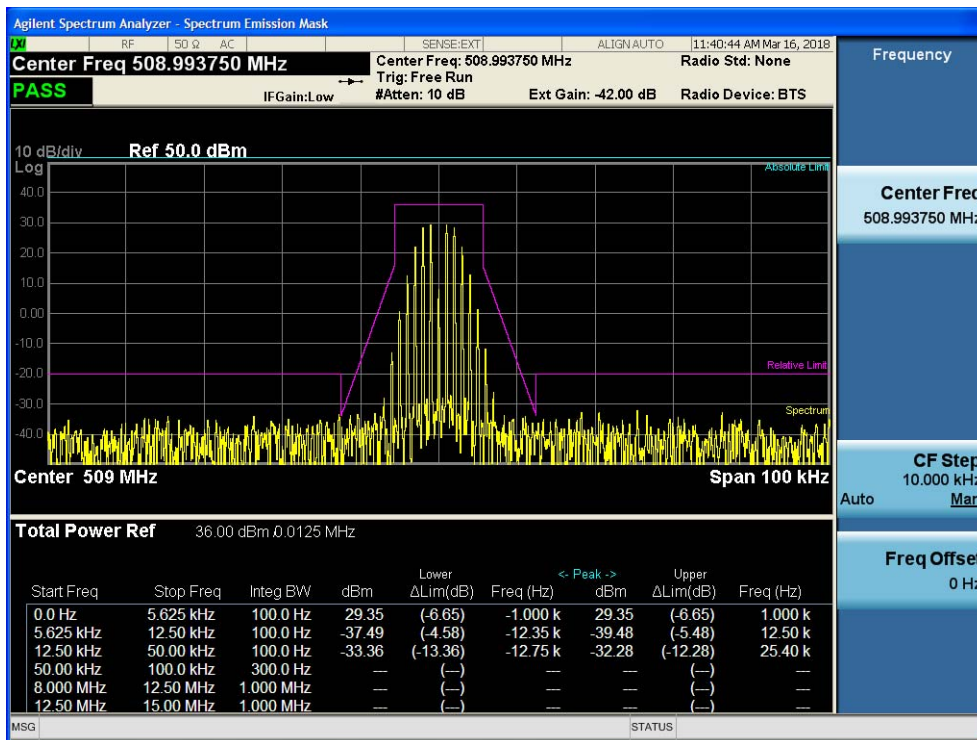 Agilent Spectrum Analyzer - Spectrum Emission Mask
LXI RF 50 Ω AC SENSE:EXT ALIGN AUTO 11:40:44 AM Mar 16, 2018
Center Freq 508.993750 MHz Center Freq: 508.993750 MHz Radio Std: None
Trig: Free Run
PASS IFGain:Low #Atten: 10 dB Ext Gain: -42.00 dB Radio Device: BTS
Frequency
10 dB/div Ref 50.0 dBm
Log
Absolute Limit
40.0
30.0
20.0
10.0
0.00
-10.0
-20.0
-30.0
-40.0
Relative Limit
Spectrum
Center 509 MHz Span 100 kHz
Center Freq
508.993750 MHz
CF Step
10.000 kHz
Auto Man
Freq Offset
0 Hz
Total Power Ref 36.00 dBm /0.0125 MHz
Lower <- Peak -> Upper
Start Freq Stop Freq Integ BW dBm ΔLim(dB) Freq (Hz) dBm ΔLim(dB) Freq (Hz)
0.0 Hz 5.625 kHz 100.0 Hz 29.35 (-6.65) -1.000 k 29.35 (-6.65) 1.000 k
5.625 kHz 12.50 kHz 100.0 Hz -37.49 (-4.58) -12.35 k -39.48 (-5.48) 12.50 k
12.50 kHz 50.00 kHz 100.0 Hz -33.36 (-13.36) -12.75 k -32.28 (-12.28) 25.40 k
50.00 kHz 100.0 kHz 300.0 Hz --- (---) --- --- (---) ---
8.000 MHz 12.50 MHz 1.000 MHz --- (---) --- --- (---) ---
12.50 MHz 15.00 MHz 1.000 MHz --- (---) --- --- (---) ---
MSG STATUS